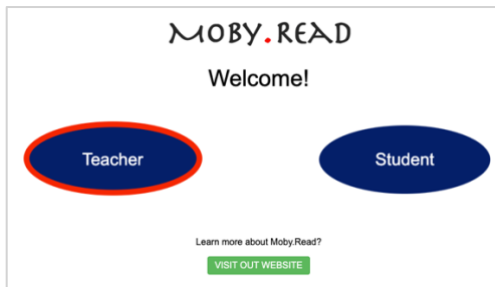 MOBY.READ
Welcome!
Teacher
Student
Learn more about Moby.Read?
VISIT OUT WEBSITE